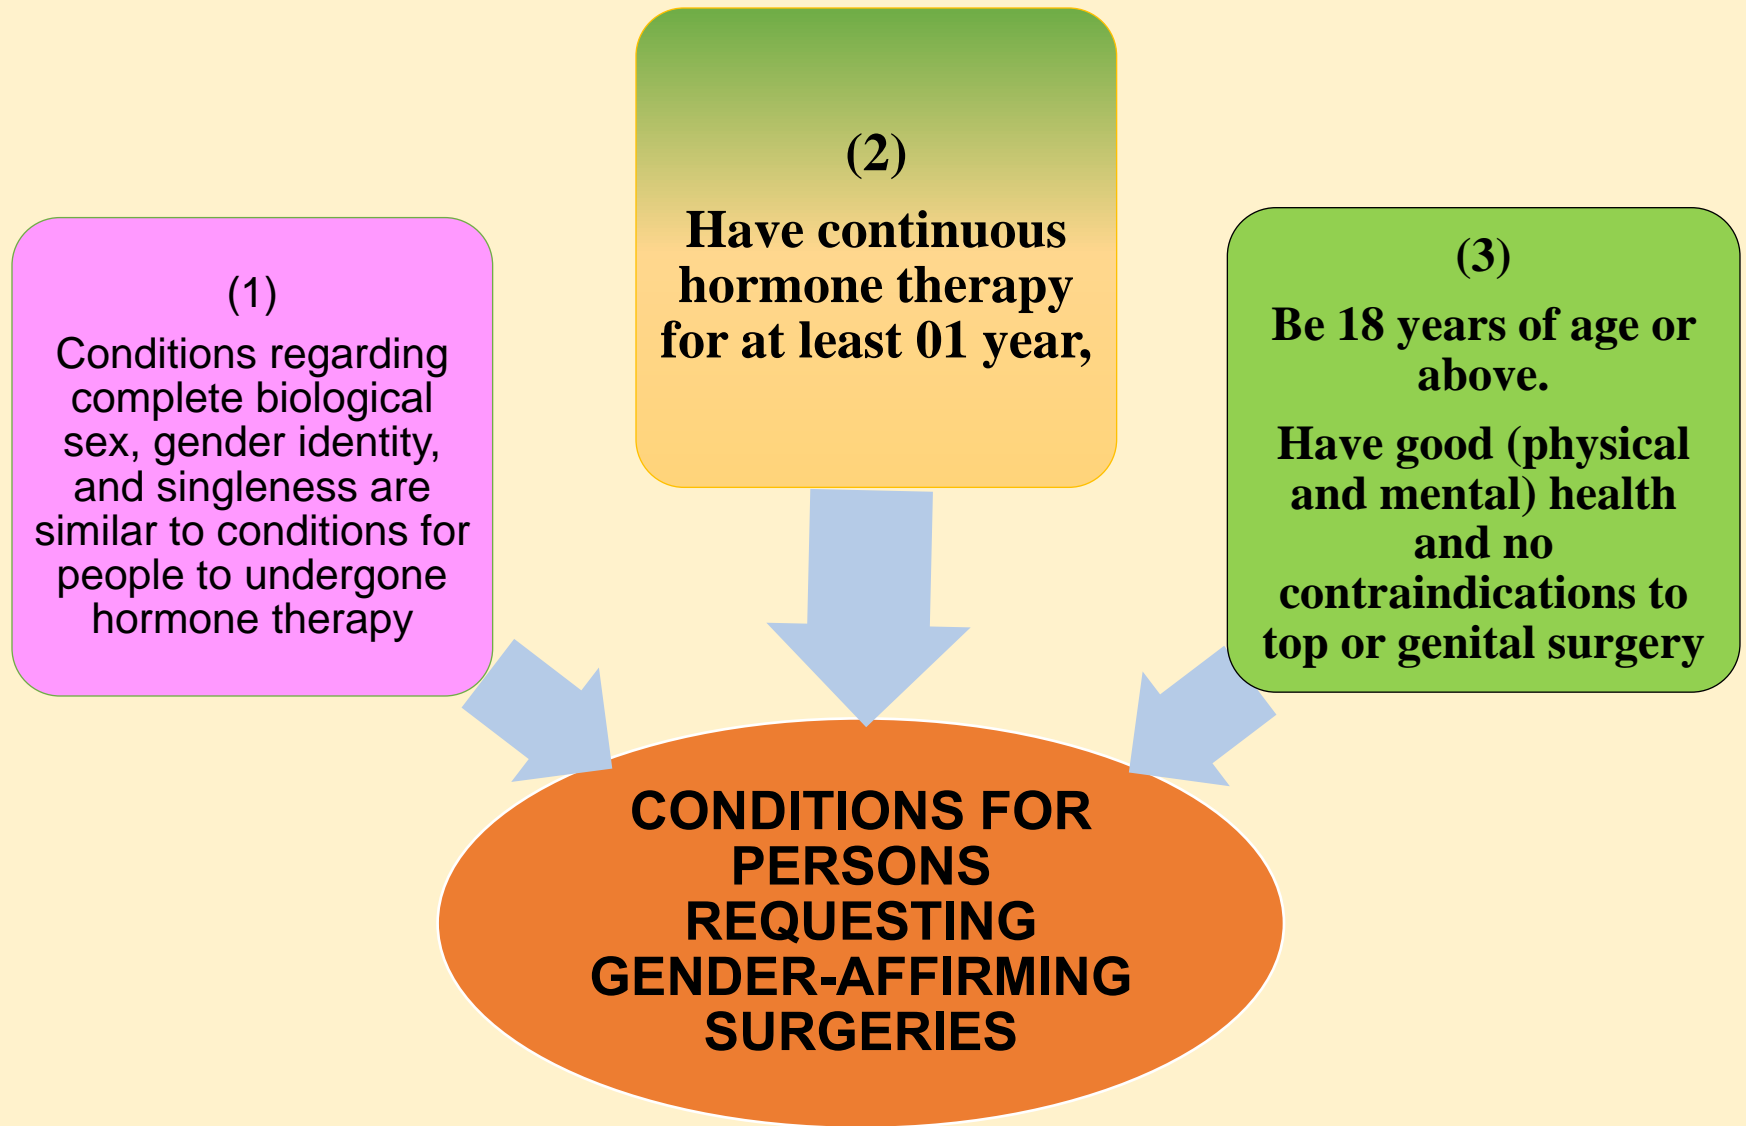 (1)
Conditions regarding
complete biological
sex, gender identity,
and singleness are
similar to conditions for
people to undergone
hormone therapy
(2)
Have continuous
hormone therapy
for at least 01 year,
(3)
Be 18 years of age or
above.
Have good (physical
and mental) health
and no
contraindications to
top or genital surgery
CONDITIONS FOR
PERSONS
REQUESTING
GENDER-AFFIRMING
SURGERIES